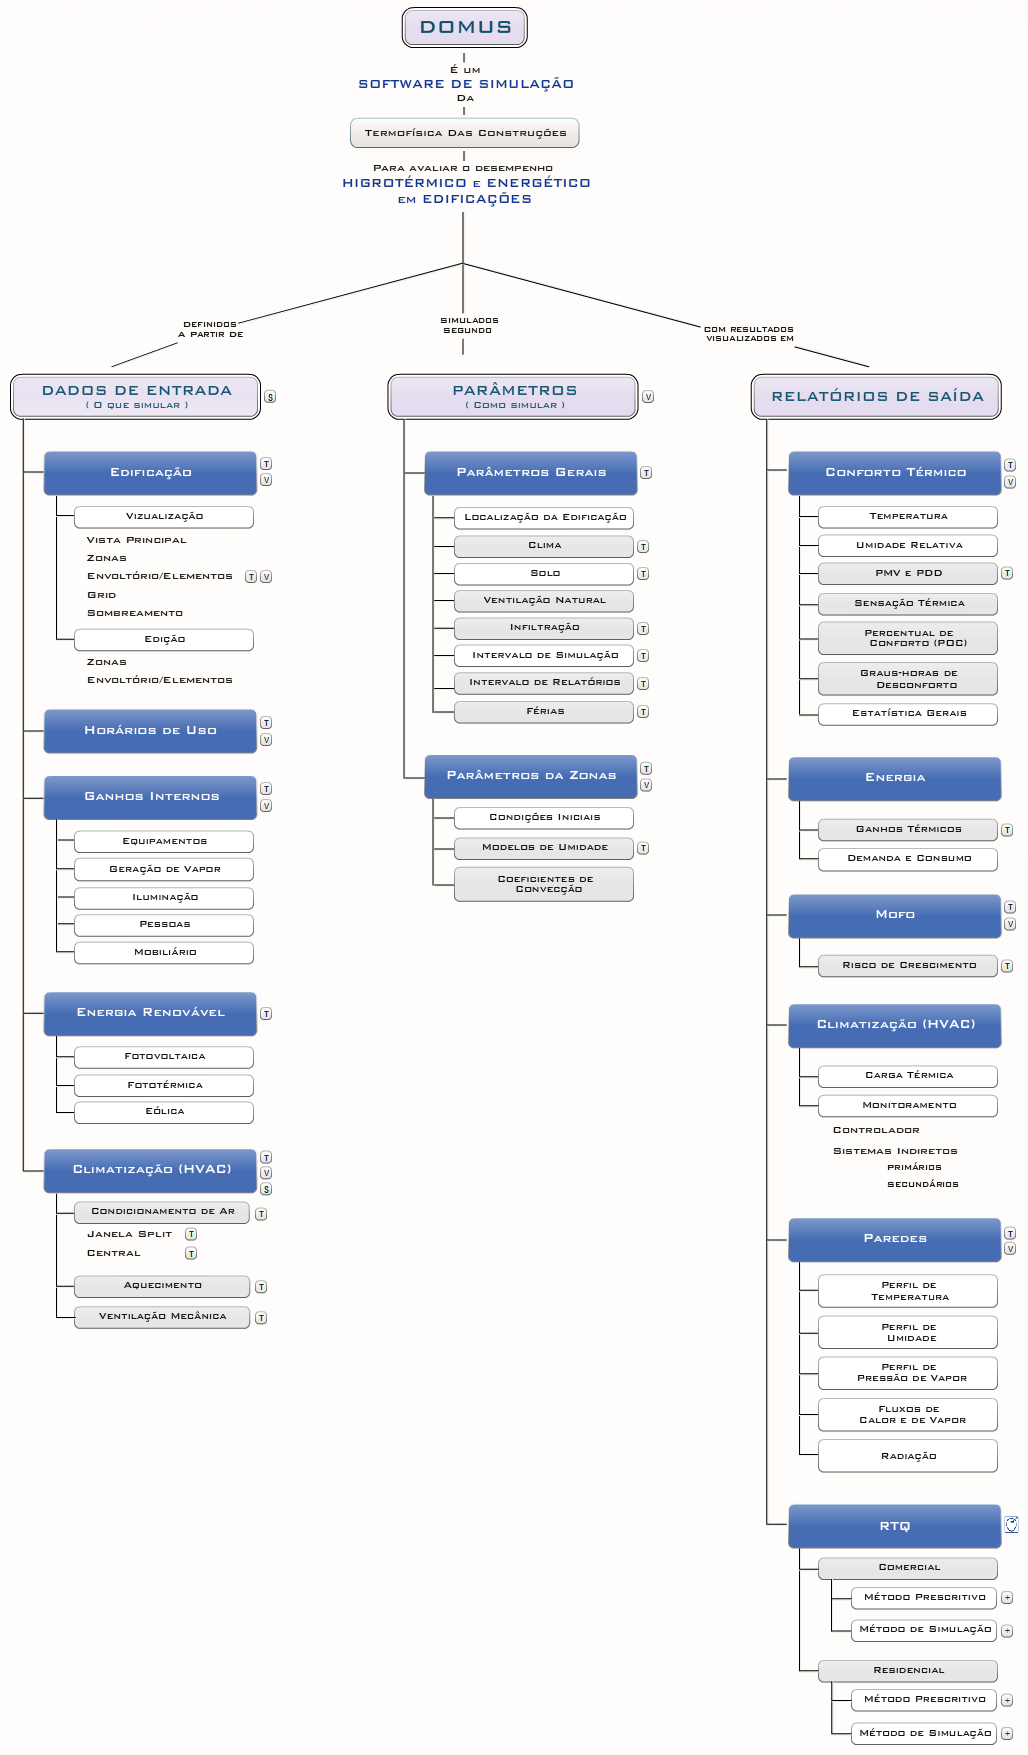 DOMUS
É um
SOFTWARE DE SIMULAÇÃO
Da
Termofísica Das Construções
Para avaliar o desempenho
HIGROTÉRMICO e ENERGÉTICO
em EDIFICAÇÕES
DEFINIDOS
A PARTIR DE
SIMULADOS
SEGUNDO
COM RESULTADOS
VISUALIZADOS EM
DADOS DE ENTRADA
( O que simular )
S
Edificação
T
V
Vizualização
Vista Principal
Zonas
Envoltório/Elementos T V
Grid
Sombreamento
Edição
Zonas
Envoltório/Elementos
Horários de Uso
T
V
Ganhos Internos
T
V
Equipamentos
Geração de Vapor
Iluminação
Pessoas
Mobiliário
Energia Renovável T
Fotovoltaica
Fototérmica
Eólica
Climatização (HVAC)
T
V
S
Condicionamento de Ar T
Janela Split T
Central T
Aquecimento T
Ventilação Mecânica T
PARÂMETROS
( Como simular )
V
Parâmetros Gerais T
Localização da Edificação
Clima T
Solo T
Ventilação Natural
Infiltração T
Intervalo de Simulação T
Intervalo de Relatórios T
Férias T
Parâmetros da Zonas
T
V
Condições Iniciais
Modelos de Umidade T
Coeficientes de
Convecção
RELATÓRIOS DE SAÍDA
Conforto Térmico
T
V
Temperatura
Umidade Relativa
PMV e PDD T
Sensação Térmica
Percentual de
Conforto (POC)
Graus-horas de
Desconforto
Estatística Gerais
Energia
Ganhos Térmicos T
Demanda e Consumo
Mofo
T
V
Risco de Crescimento T
Climatização (HVAC)
Carga Térmica
Monitoramento
Controlador
Sistemas Indiretos
primários
secundários
Paredes
T
V
Perfil de
Temperatura
Perfil de
Umidade
Perfil de
Pressão de Vapor
Fluxos de
Calor e de Vapor
Radiação
RTQ
Comercial
Método Prescritivo +
Método de Simulação +
Residencial
Método Prescritivo +
Método de Simulação +